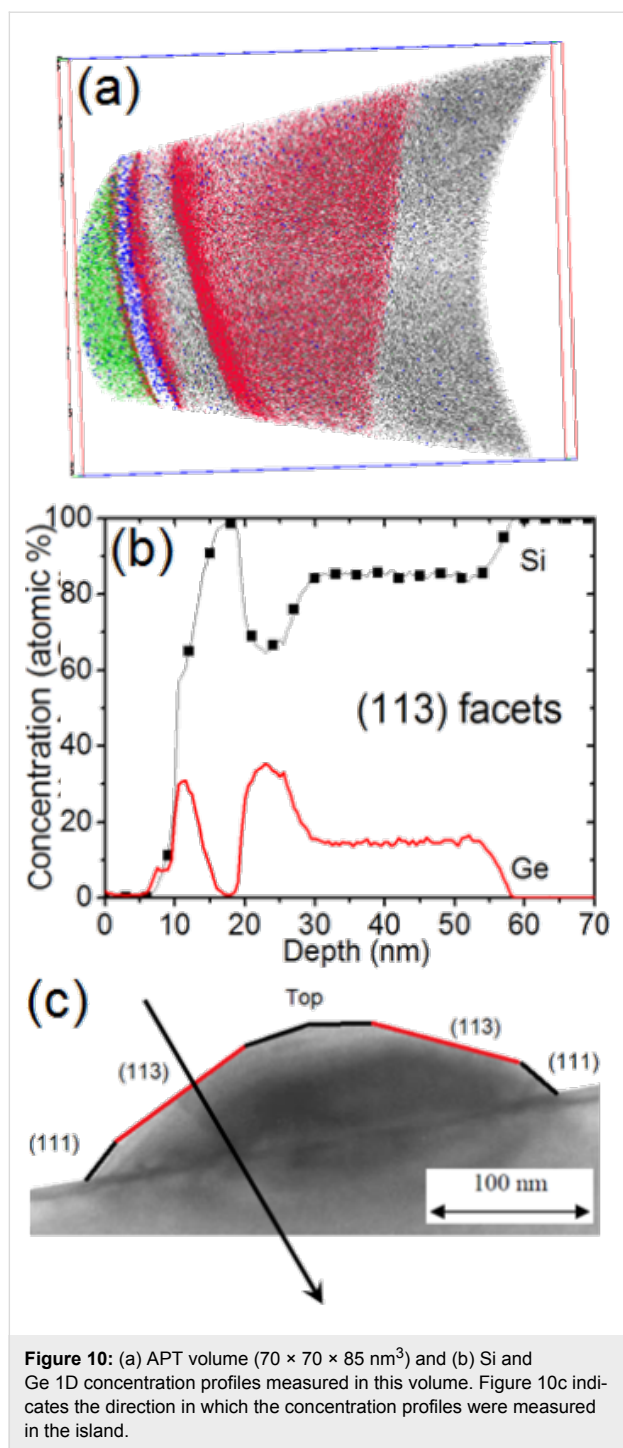 (a)
(b)
100
80
60
40
20
0
Concentration (atomic %)
Si
(113) facets
Ge
0 10 20 30 40 50 60 70
Depth (nm)
(c)
Top
(113)
(113)
(111)
(111)
100 nm
Figure 10: (a) APT volume (70 × 70 × 85 nm³) and (b) Si and
Ge 1D concentration profiles measured in this volume. Figure 10c indi-
cates the direction in which the concentration profiles were measured
in the island.